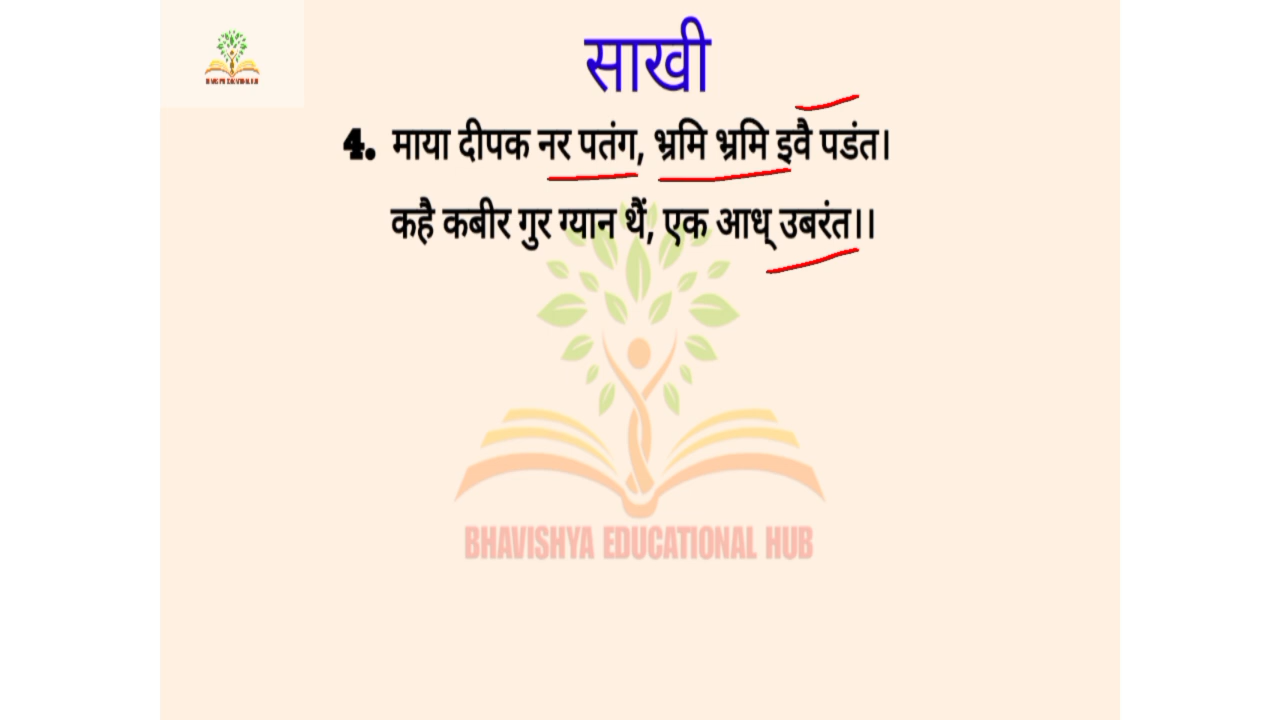 साखी
4. माया दीपक नर पतंग, भ्रमि भ्रमि इवै पडंत।
कहै कबीर गुर ग्यान थैं, एक आध् उबरंत।।
BHAVISHYA EDUCATIONAL HUB